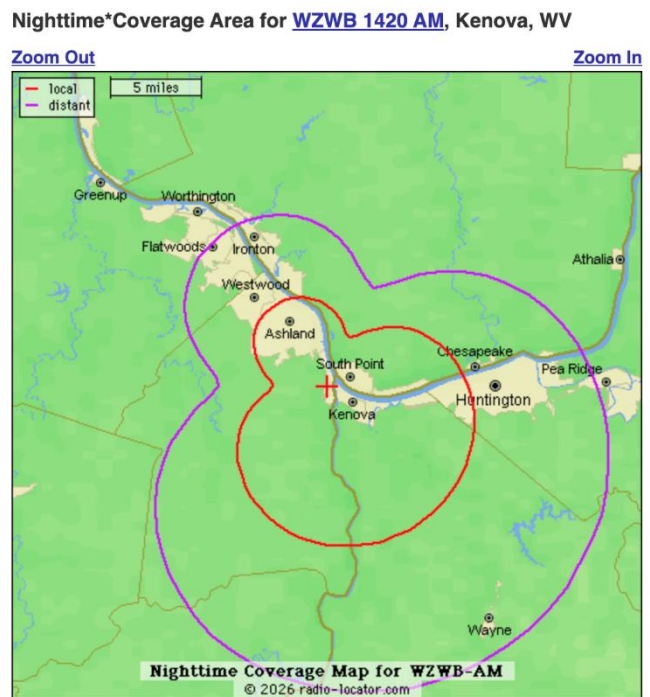 Nighttime*Coverage Area for WZWB 1420 AM, Kenova, WV
Zoom Out
Zoom In
local
distant
5 miles
Greenup
Worthington
Flatwoods
Ironton
Athalia
Westwood
Ashland
Chesapeake
South Point
Pea Ridge
Huntington
Kenova
Wayne
Nighttime Coverage Map for WZWB-AM
© 2026 radio-locator.com